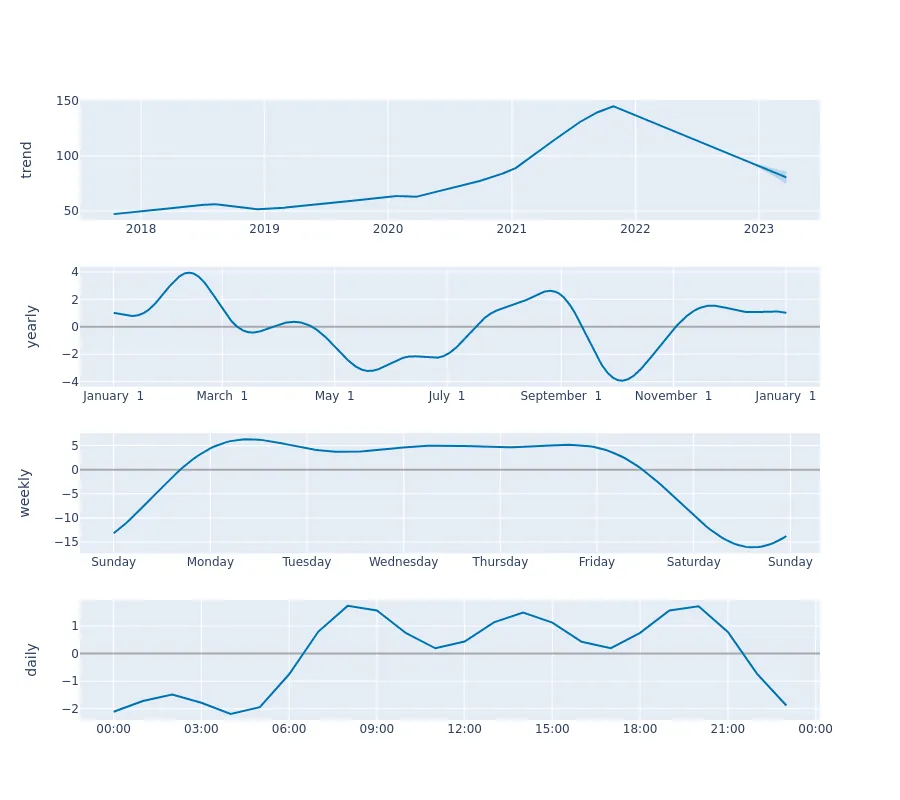 trend
150
100
50
2018 2019 2020 2021 2022 2023
yearly
4
2
0
−2
−4
January 1 March 1 May 1 July 1 September 1 November 1 January 1
weekly
5
0
−5
−10
−15
Sunday Monday Tuesday Wednesday Thursday Friday Saturday Sunday
daily
1
0
−1
−2
00:00 03:00 06:00 09:00 12:00 15:00 18:00 21:00 00:00